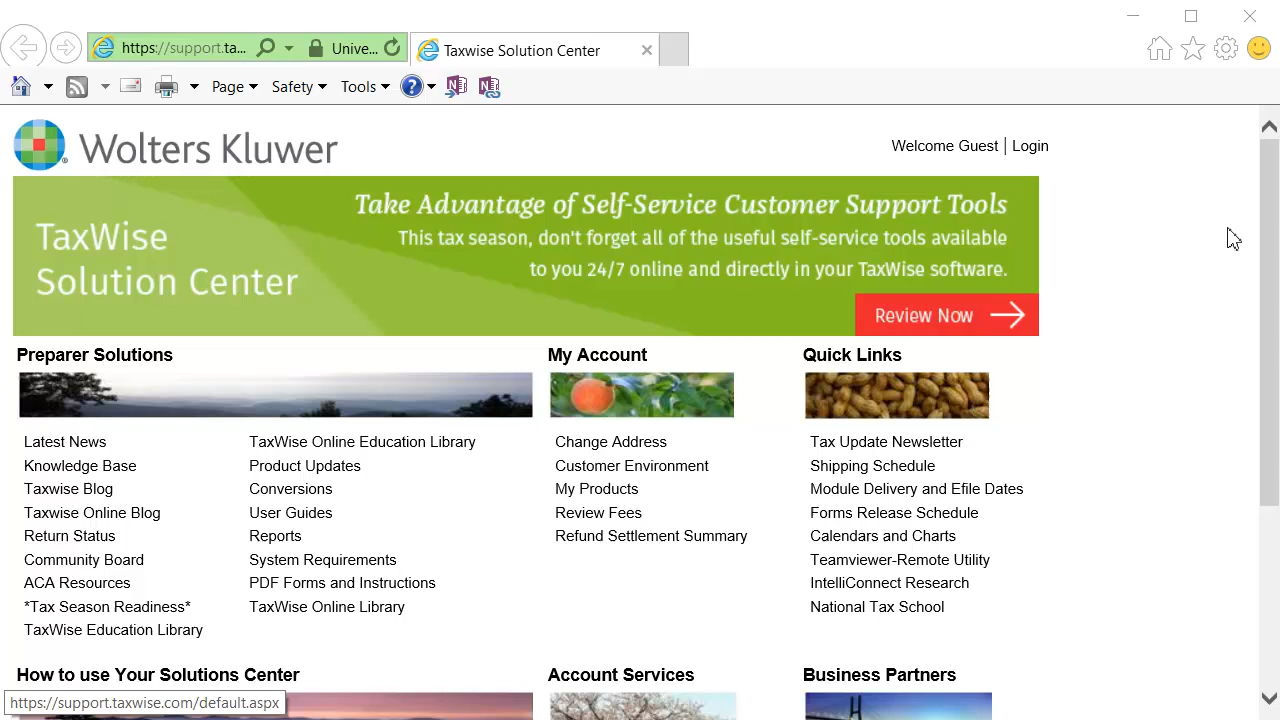 https://support.ta...
Unive...
Taxwise Solution Center
Page
Safety
Tools
?
Wolters Kluwer
Welcome Guest | Login
TaxWise
Solution Center
Take Advantage of Self-Service Customer Support Tools
This tax season, don't forget all of the useful self-service tools available
to you 24/7 online and directly in your TaxWise software.
Review Now
Preparer Solutions
Latest News
Knowledge Base
Taxwise Blog
Taxwise Online Blog
Return Status
Community Board
ACA Resources
*Tax Season Readiness*
TaxWise Education Library
TaxWise Online Education Library
Product Updates
Conversions
User Guides
Reports
System Requirements
PDF Forms and Instructions
TaxWise Online Library
My Account
Change Address
Customer Environment
My Products
Review Fees
Refund Settlement Summary
Quick Links
Tax Update Newsletter
Shipping Schedule
Module Delivery and Efile Dates
Forms Release Schedule
Calendars and Charts
Teamviewer-Remote Utility
IntelliConnect Research
National Tax School
How to use Your Solutions Center
Account Services
Business Partners
https://support.taxwise.com/default.aspx